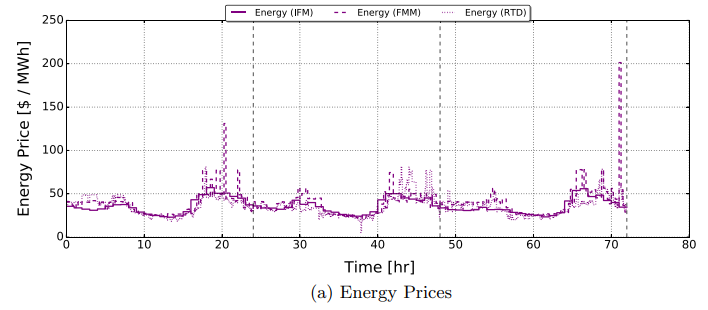 Energy (IFM) Energy (FMM) Energy (RTD)
250
200
150
100
50
0
Energy Price [$ / MWh]
0 10 20 30 40 50 60 70 80
Time [hr]
(a) Energy Prices